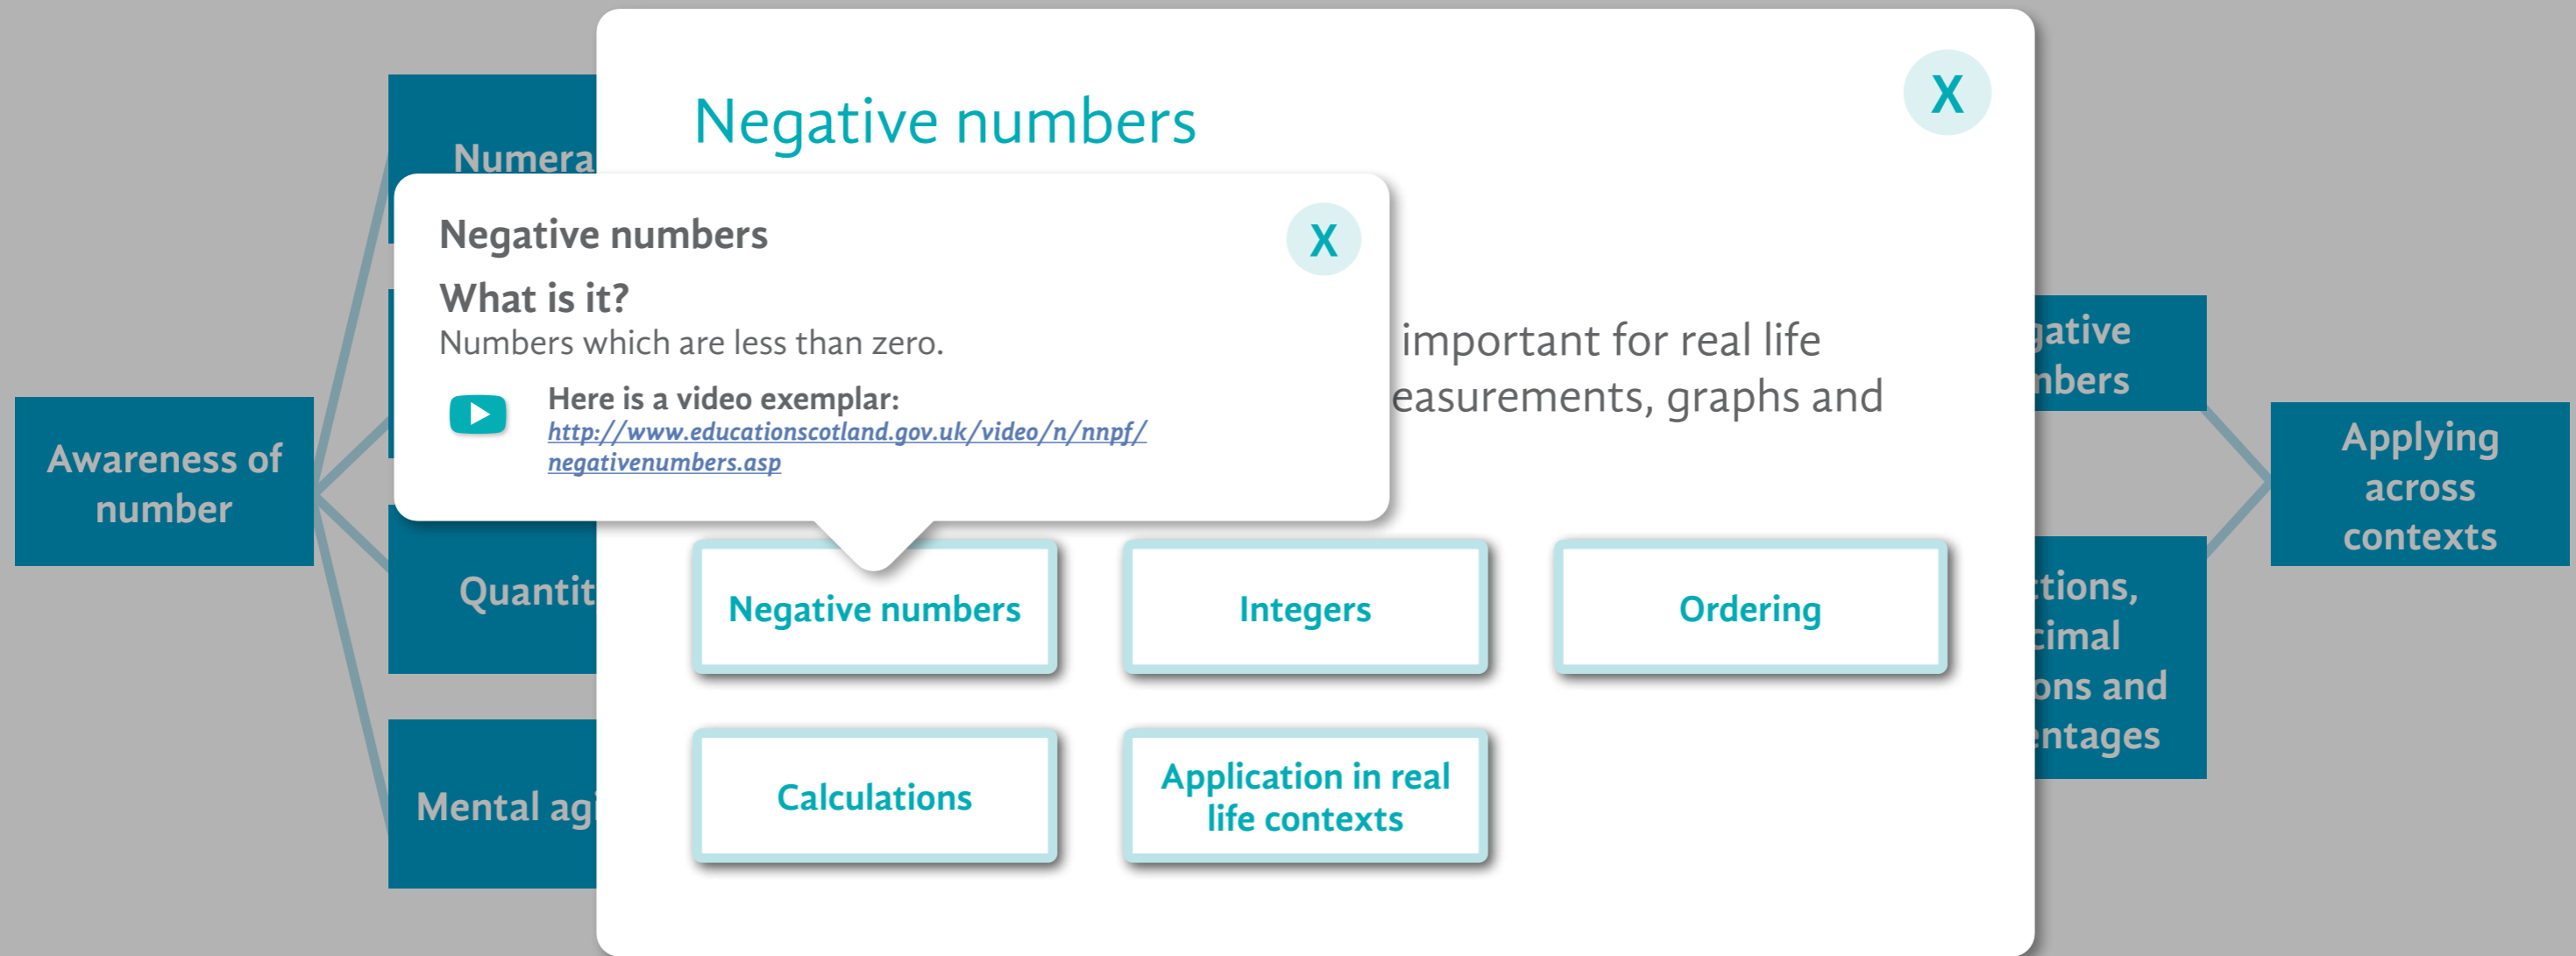 Negative numbers
X
Negative numbers
X
What is it?
Numbers which are less than zero.
Here is a video exemplar:
http://www.educationscotland.gov.uk/video/n/nnpf/
negativenumbers.asp
important for real life
easurements, graphs and
Negative numbers
Integers
Ordering
Calculations
Application in real
life contexts
Awareness of
number
Numera
Quantit
Mental agi
gative
nbers
ctions,
cimal
ons and
entages
Applying
across
contexts